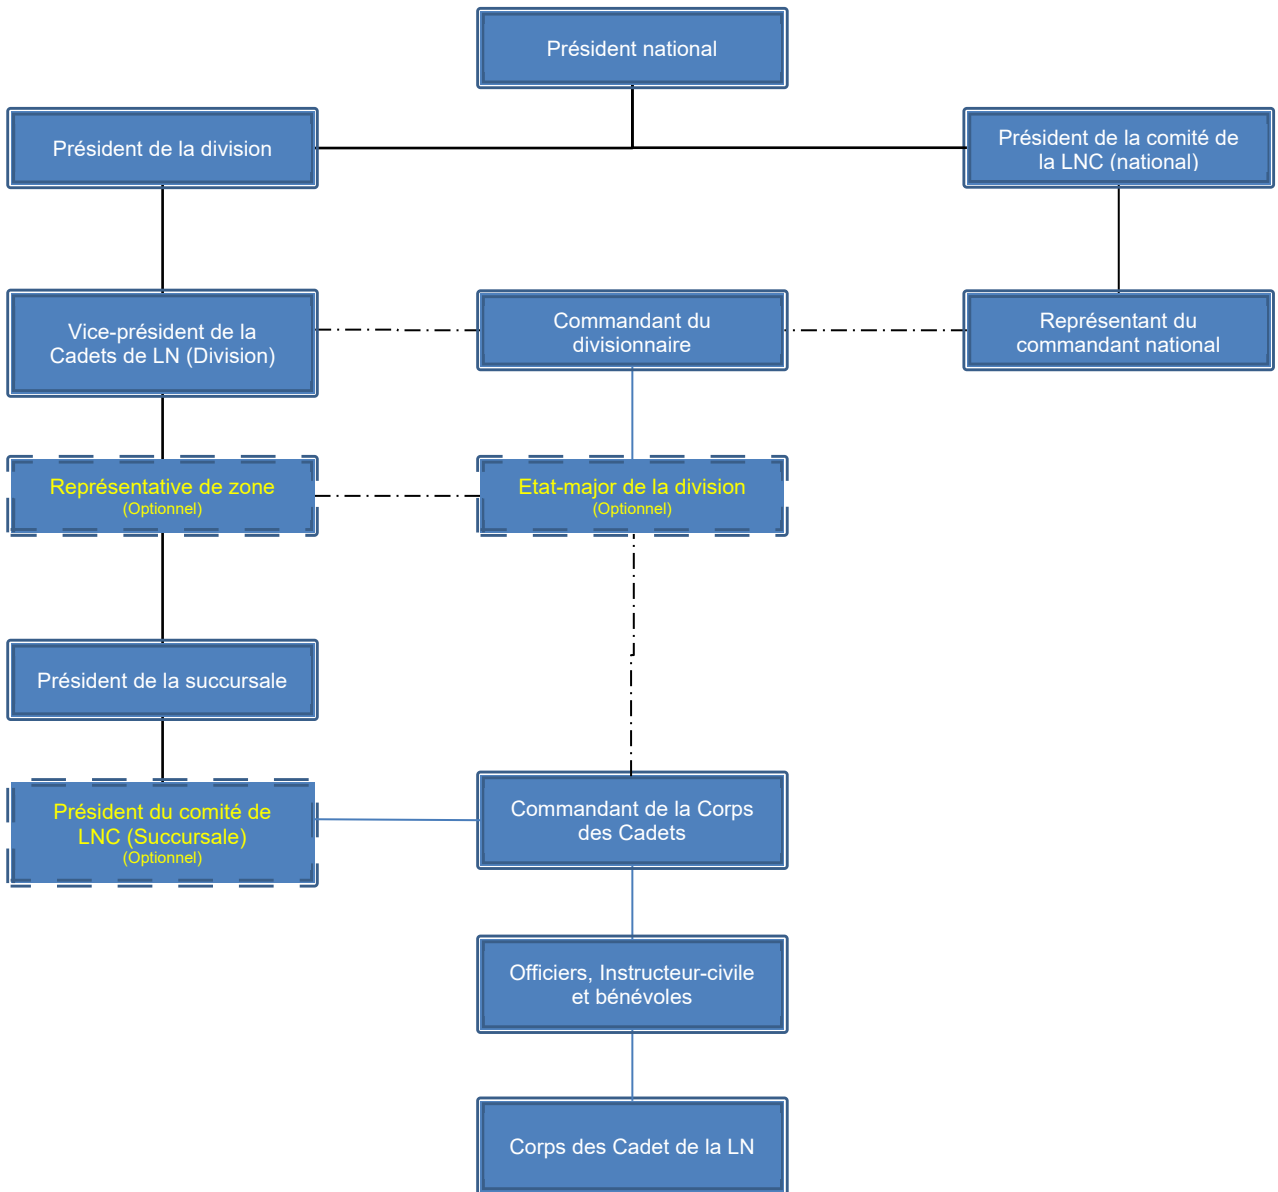 Président national
Président de la division
Président de la comité de
la LNC (national)
Vice-président de la
Cadets de LN (Division)
Commandant du
divisionnaire
Représentant du
commandant national
Représentative de zone
(Optionnel)
Etat-major de la division
(Optionnel)
Président de la succursale
Président du comité de
LNC (Succursale)
(Optionnel)
Commandant de la Corps
des Cadets
Officiers, Instructeur-civile
et bénévoles
Corps des Cadet de la LN